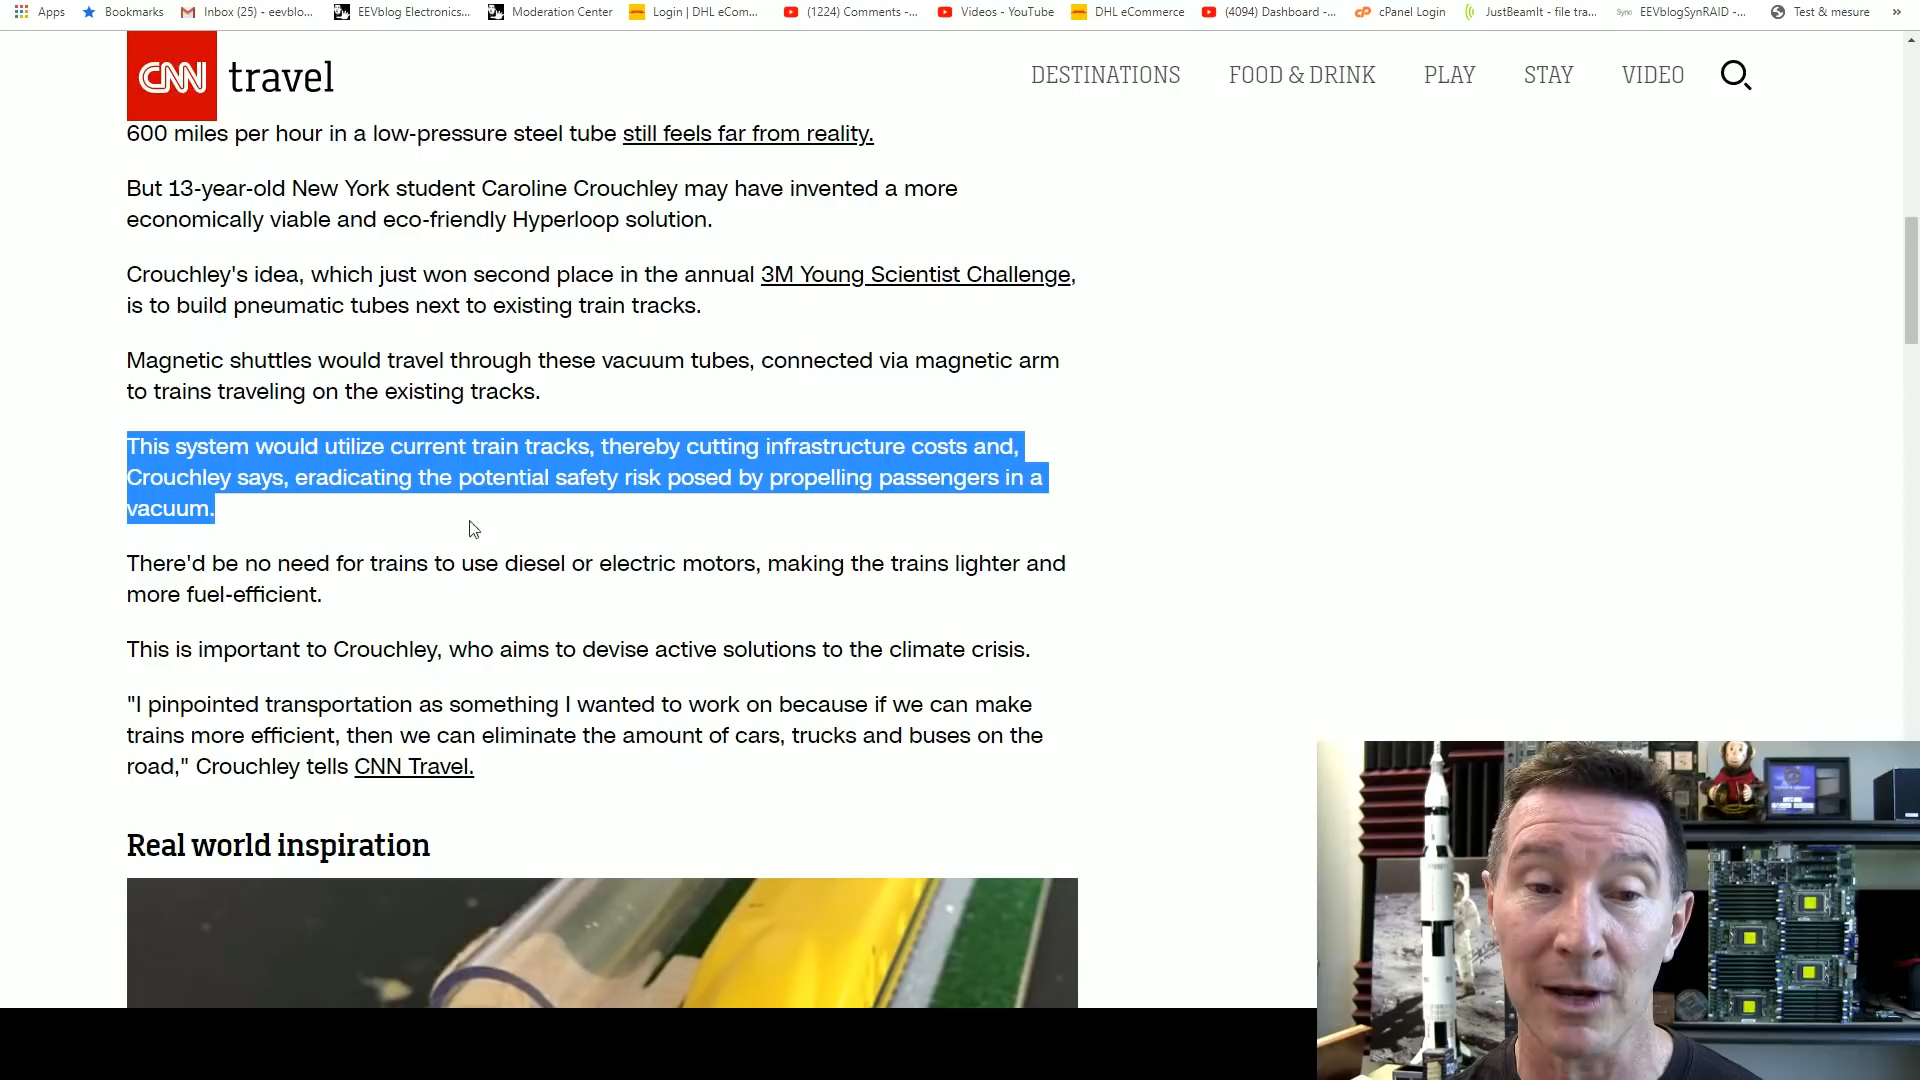 Apps Bookmarks Inbox (25) - eevblo... EEVblog Electronics... Moderation Center Login | DHL eCom... (1224) Comments -... Videos - YouTube DHL eCommerce (4094) Dashboard -... cPanel Login JustBeamIt - file tra... Syno EEVblogSynRAID -... Test & mesure »
CNN travel DESTINATIONS FOOD & DRINK PLAY STAY VIDEO
600 miles per hour in a low-pressure steel tube still feels far from reality.
But 13-year-old New York student Caroline Crouchley may have invented a more
economically viable and eco-friendly Hyperloop solution.
Crouchley's idea, which just won second place in the annual 3M Young Scientist Challenge,
is to build pneumatic tubes next to existing train tracks.
Magnetic shuttles would travel through these vacuum tubes, connected via magnetic arm
to trains traveling on the existing tracks.
This system would utilize current train tracks, thereby cutting infrastructure costs and,
Crouchley says, eradicating the potential safety risk posed by propelling passengers in a
vacuum.
There'd be no need for trains to use diesel or electric motors, making the trains lighter and
more fuel-efficient.
This is important to Crouchley, who aims to devise active solutions to the climate crisis.
"I pinpointed transportation as something I wanted to work on because if we can make
trains more efficient, then we can eliminate the amount of cars, trucks and buses on the
road," Crouchley tells CNN Travel.
Real world inspiration